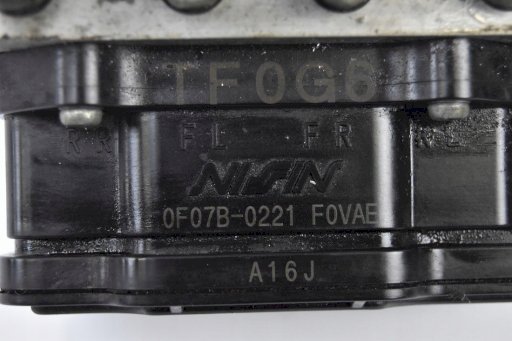 TF0G6
RR FL FR RL
NISSIN
0F07B-0221 F0VAE
A16J